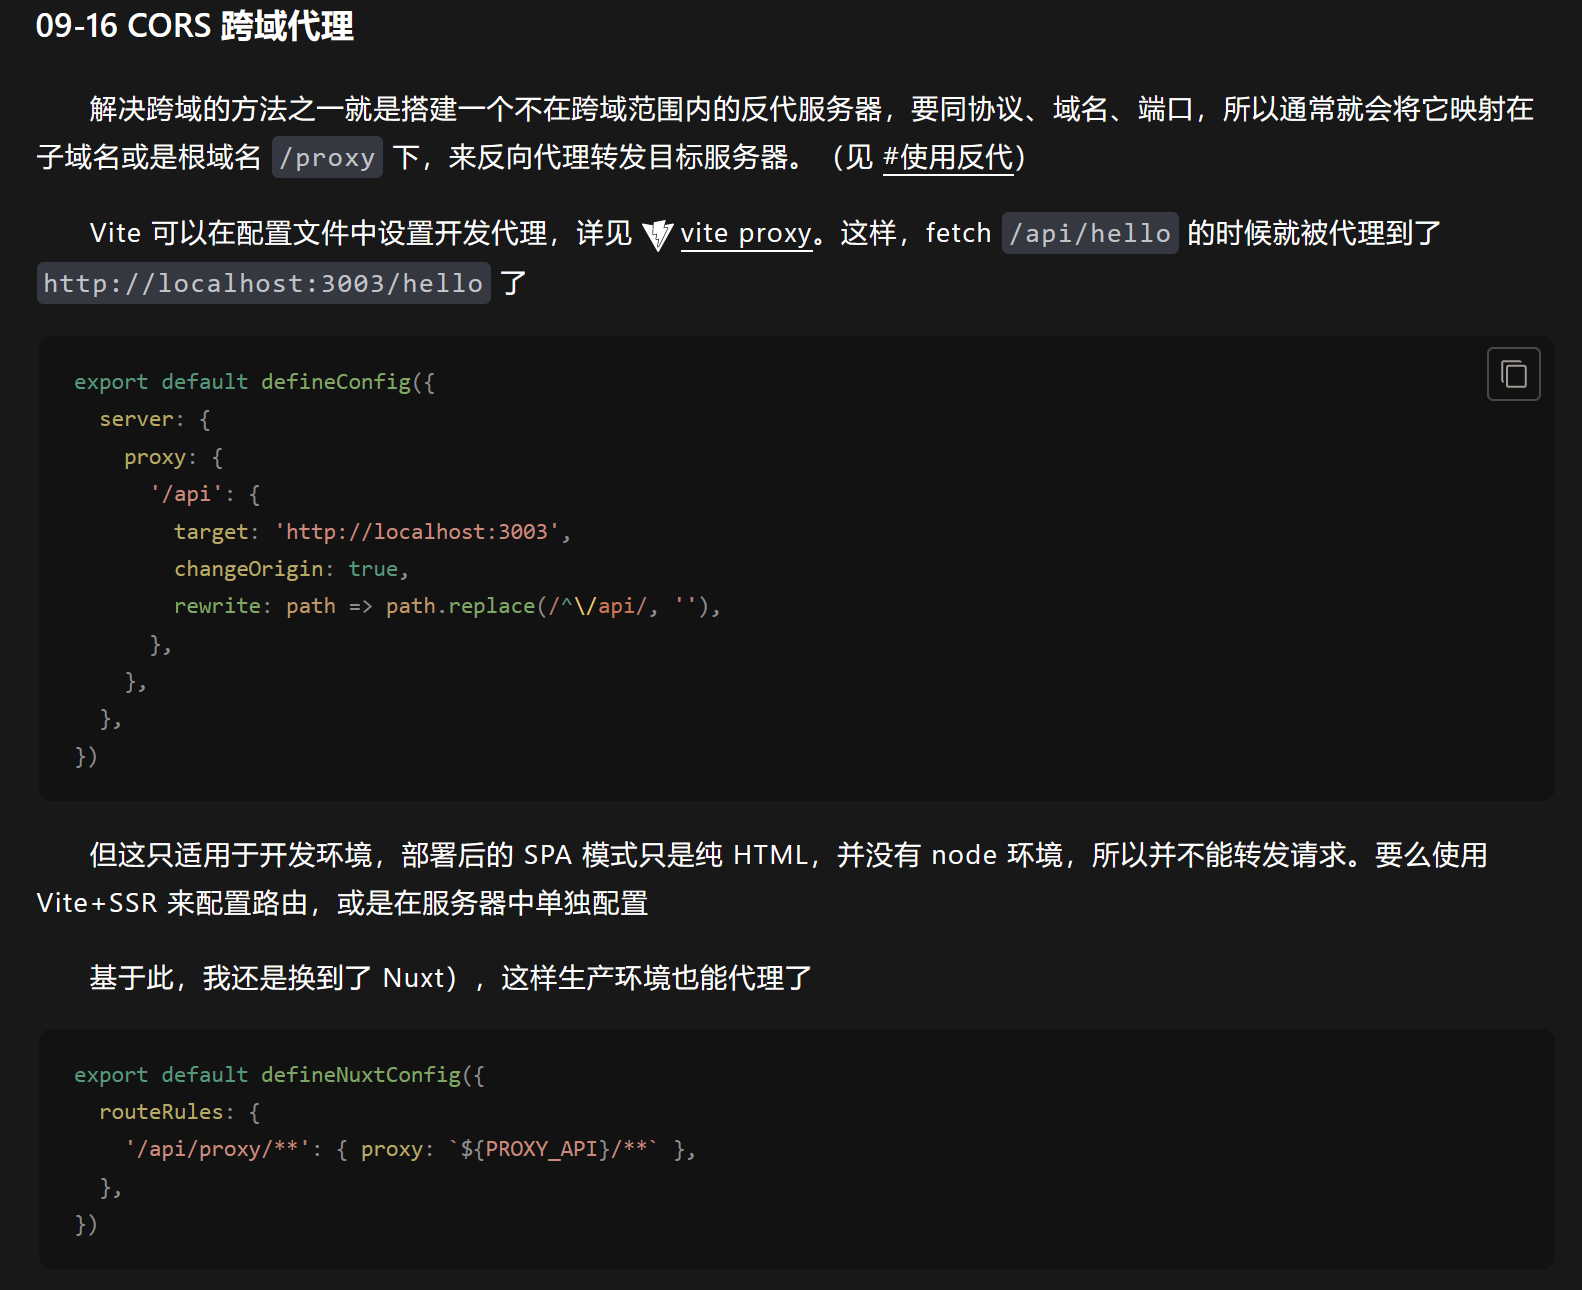 09-16 CORS 跨域代理
解决跨域的方法之一就是搭建一个不在跨域范围内的反代服务器，要同协议、域名、端口，所以通常就会将它映射在
子域名或是根域名 /proxy 下，来反向代理转发目标服务器。（见 #使用反代）
Vite 可以在配置文件中设置开发代理，详见 vite proxy。这样，fetch /api/hello 的时候就被代理到了
http://localhost:3003/hello 了
export default defineConfig({
  server: {
    proxy: {
      '/api': {
        target: 'http://localhost:3003',
        changeOrigin: true,
        rewrite: path => path.replace(/^\/api/, ''),
      },
    },
  },
})
但这只适用于开发环境，部署后的 SPA 模式只是纯 HTML，并没有 node 环境，所以并不能转发请求。要么使用
Vite+SSR 来配置路由，或是在服务器中单独配置
基于此，我还是换到了 Nuxt），这样生产环境也能代理了
export default defineNuxtConfig({
  routeRules: {
    '/api/proxy/**': { proxy: `${PROXY_API}/**` },
  },
})